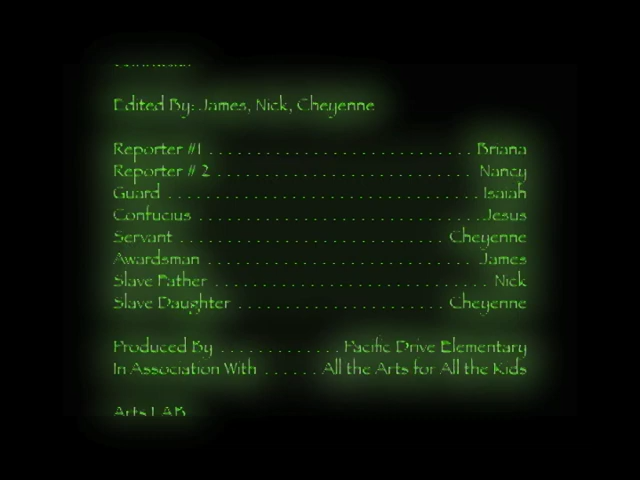 Edited By: James, Nick, Cheyenne
Reporter #1 . . . . . . . . . . . . . . . . . . . . . . . . . . . . Briana
Reporter # 2 . . . . . . . . . . . . . . . . . . . . . . . . . . . Nancy
Guard . . . . . . . . . . . . . . . . . . . . . . . . . . . . . . . . Isaiah
Confucius . . . . . . . . . . . . . . . . . . . . . . . . . . . . . Jesus
Servant . . . . . . . . . . . . . . . . . . . . . . . . . . . . Cheyenne
Awardsman . . . . . . . . . . . . . . . . . . . . . . . . . . . . James
Slave Father . . . . . . . . . . . . . . . . . . . . . . . . . . . . Nick
Slave Daughter . . . . . . . . . . . . . . . . . . . . . . . Cheyenne
Produced By . . . . . . . . . . . . . Pacific Drive Elementary
In Association With . . . . . . All the Arts for All the Kids
Arts LAB